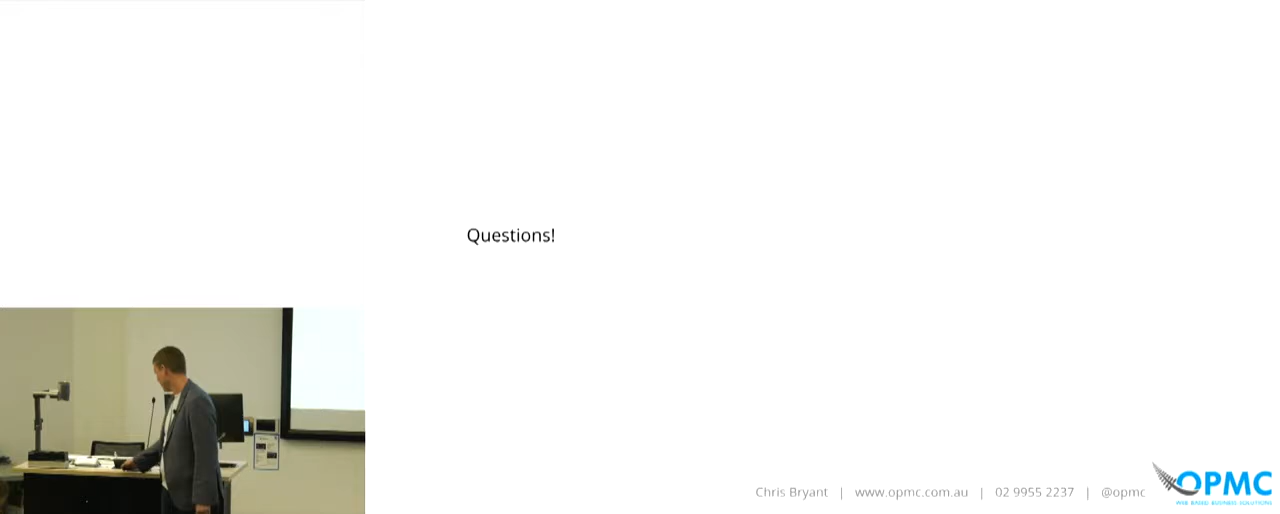 Questions!
Chris Bryant | www.opmc.com.au | 02 9955 2237 | @opmc
OPMC
WEB BASED BUSINESS SOLUTIONS